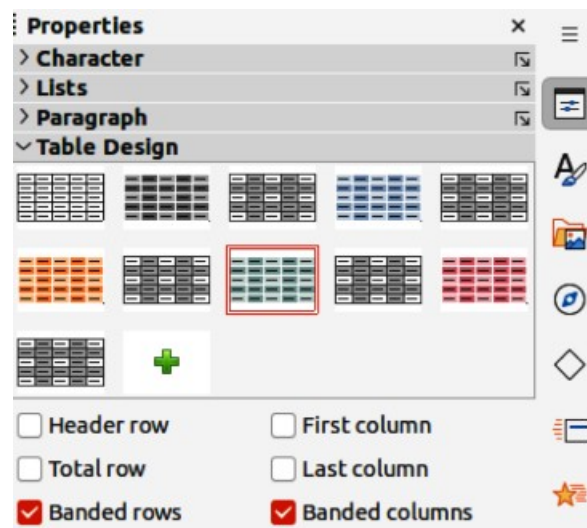 Properties
Character
Lists
Paragraph
Table Design
Header row First column
Total row Last column
Banded rows Banded columns